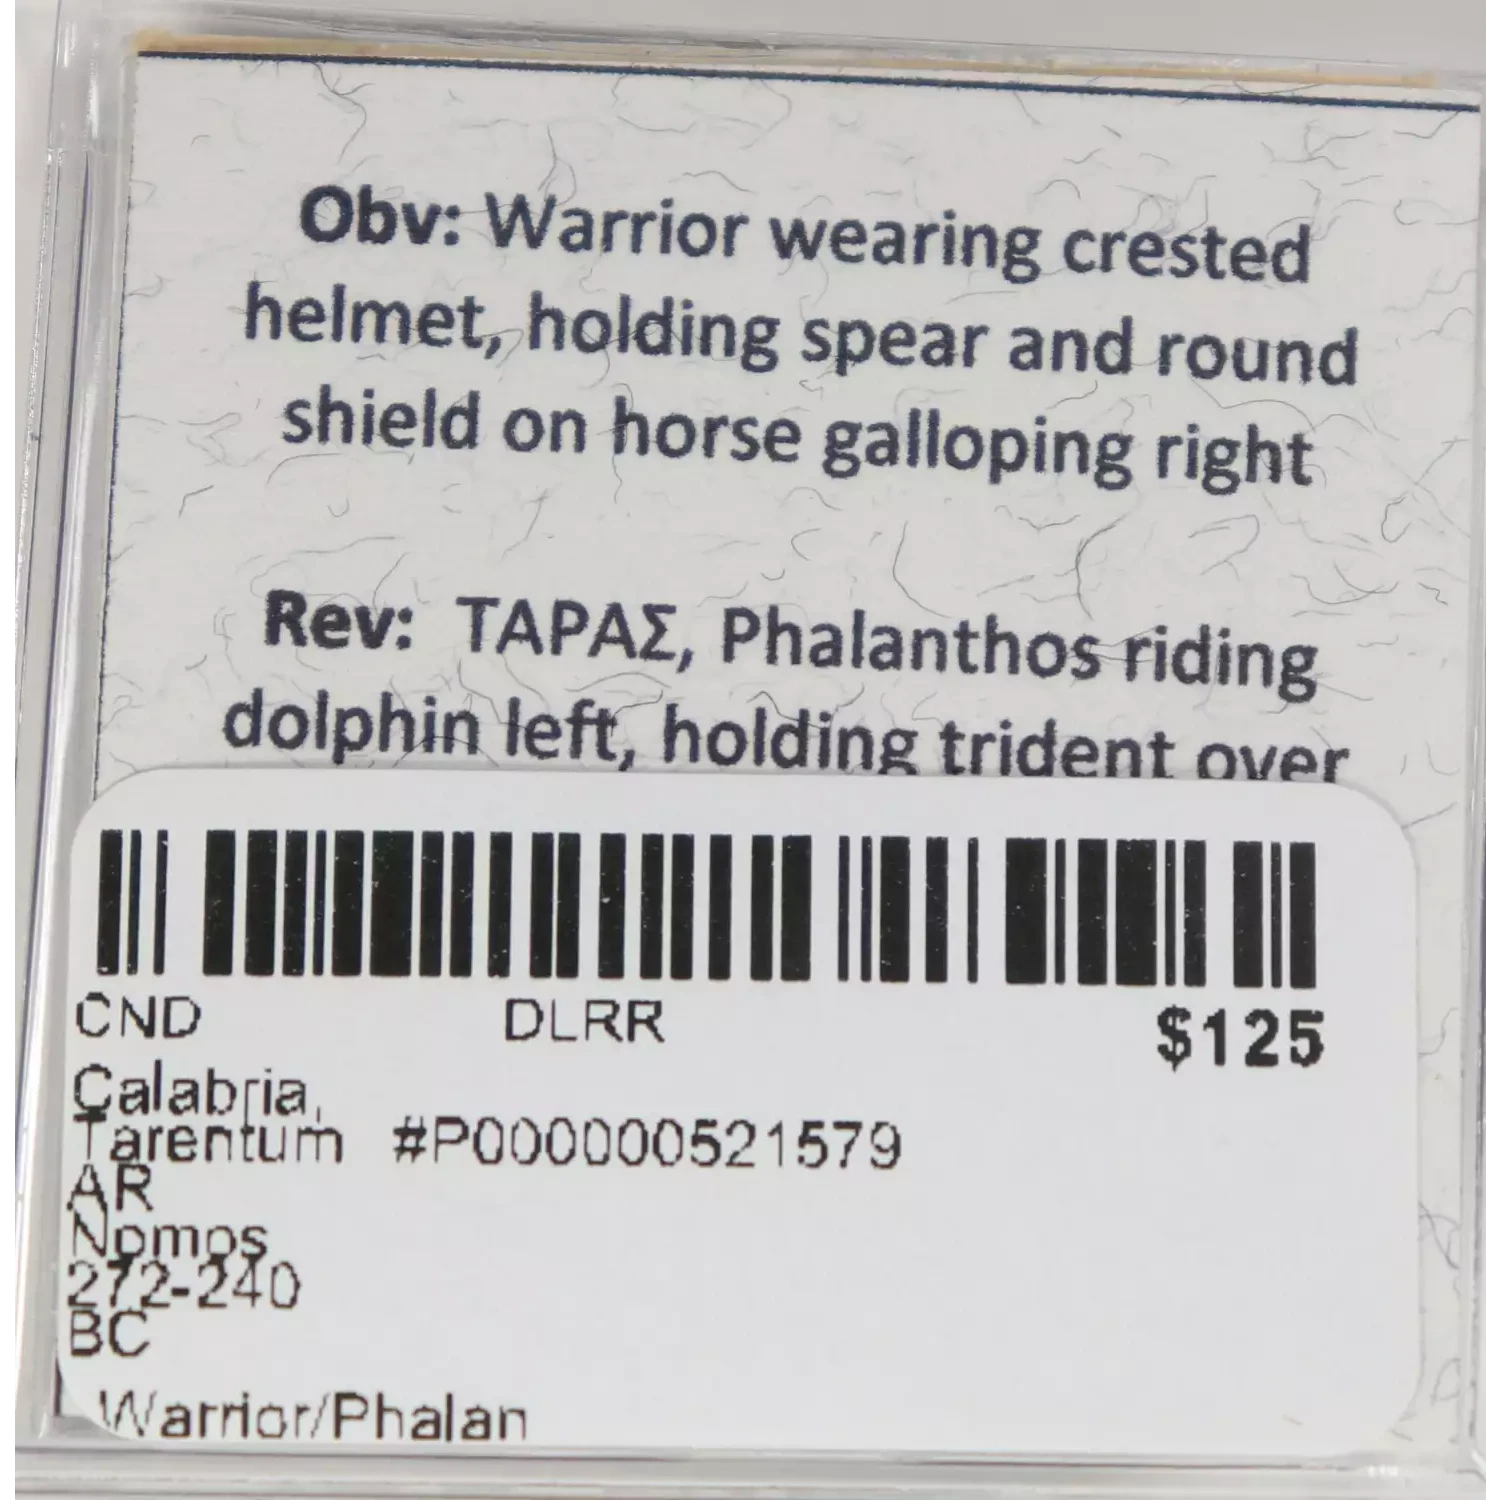 Obv: Warrior wearing crested
helmet, holding spear and round
shield on horse galloping right
Rev: ΤΑΡΑΣ, Phalanthos riding
dolphin left, holding trident over
CND DLRR $125
Calabria,
Tarentum #P000000521579
AR
Nomos
272-240
BC
Warrior/Phalan